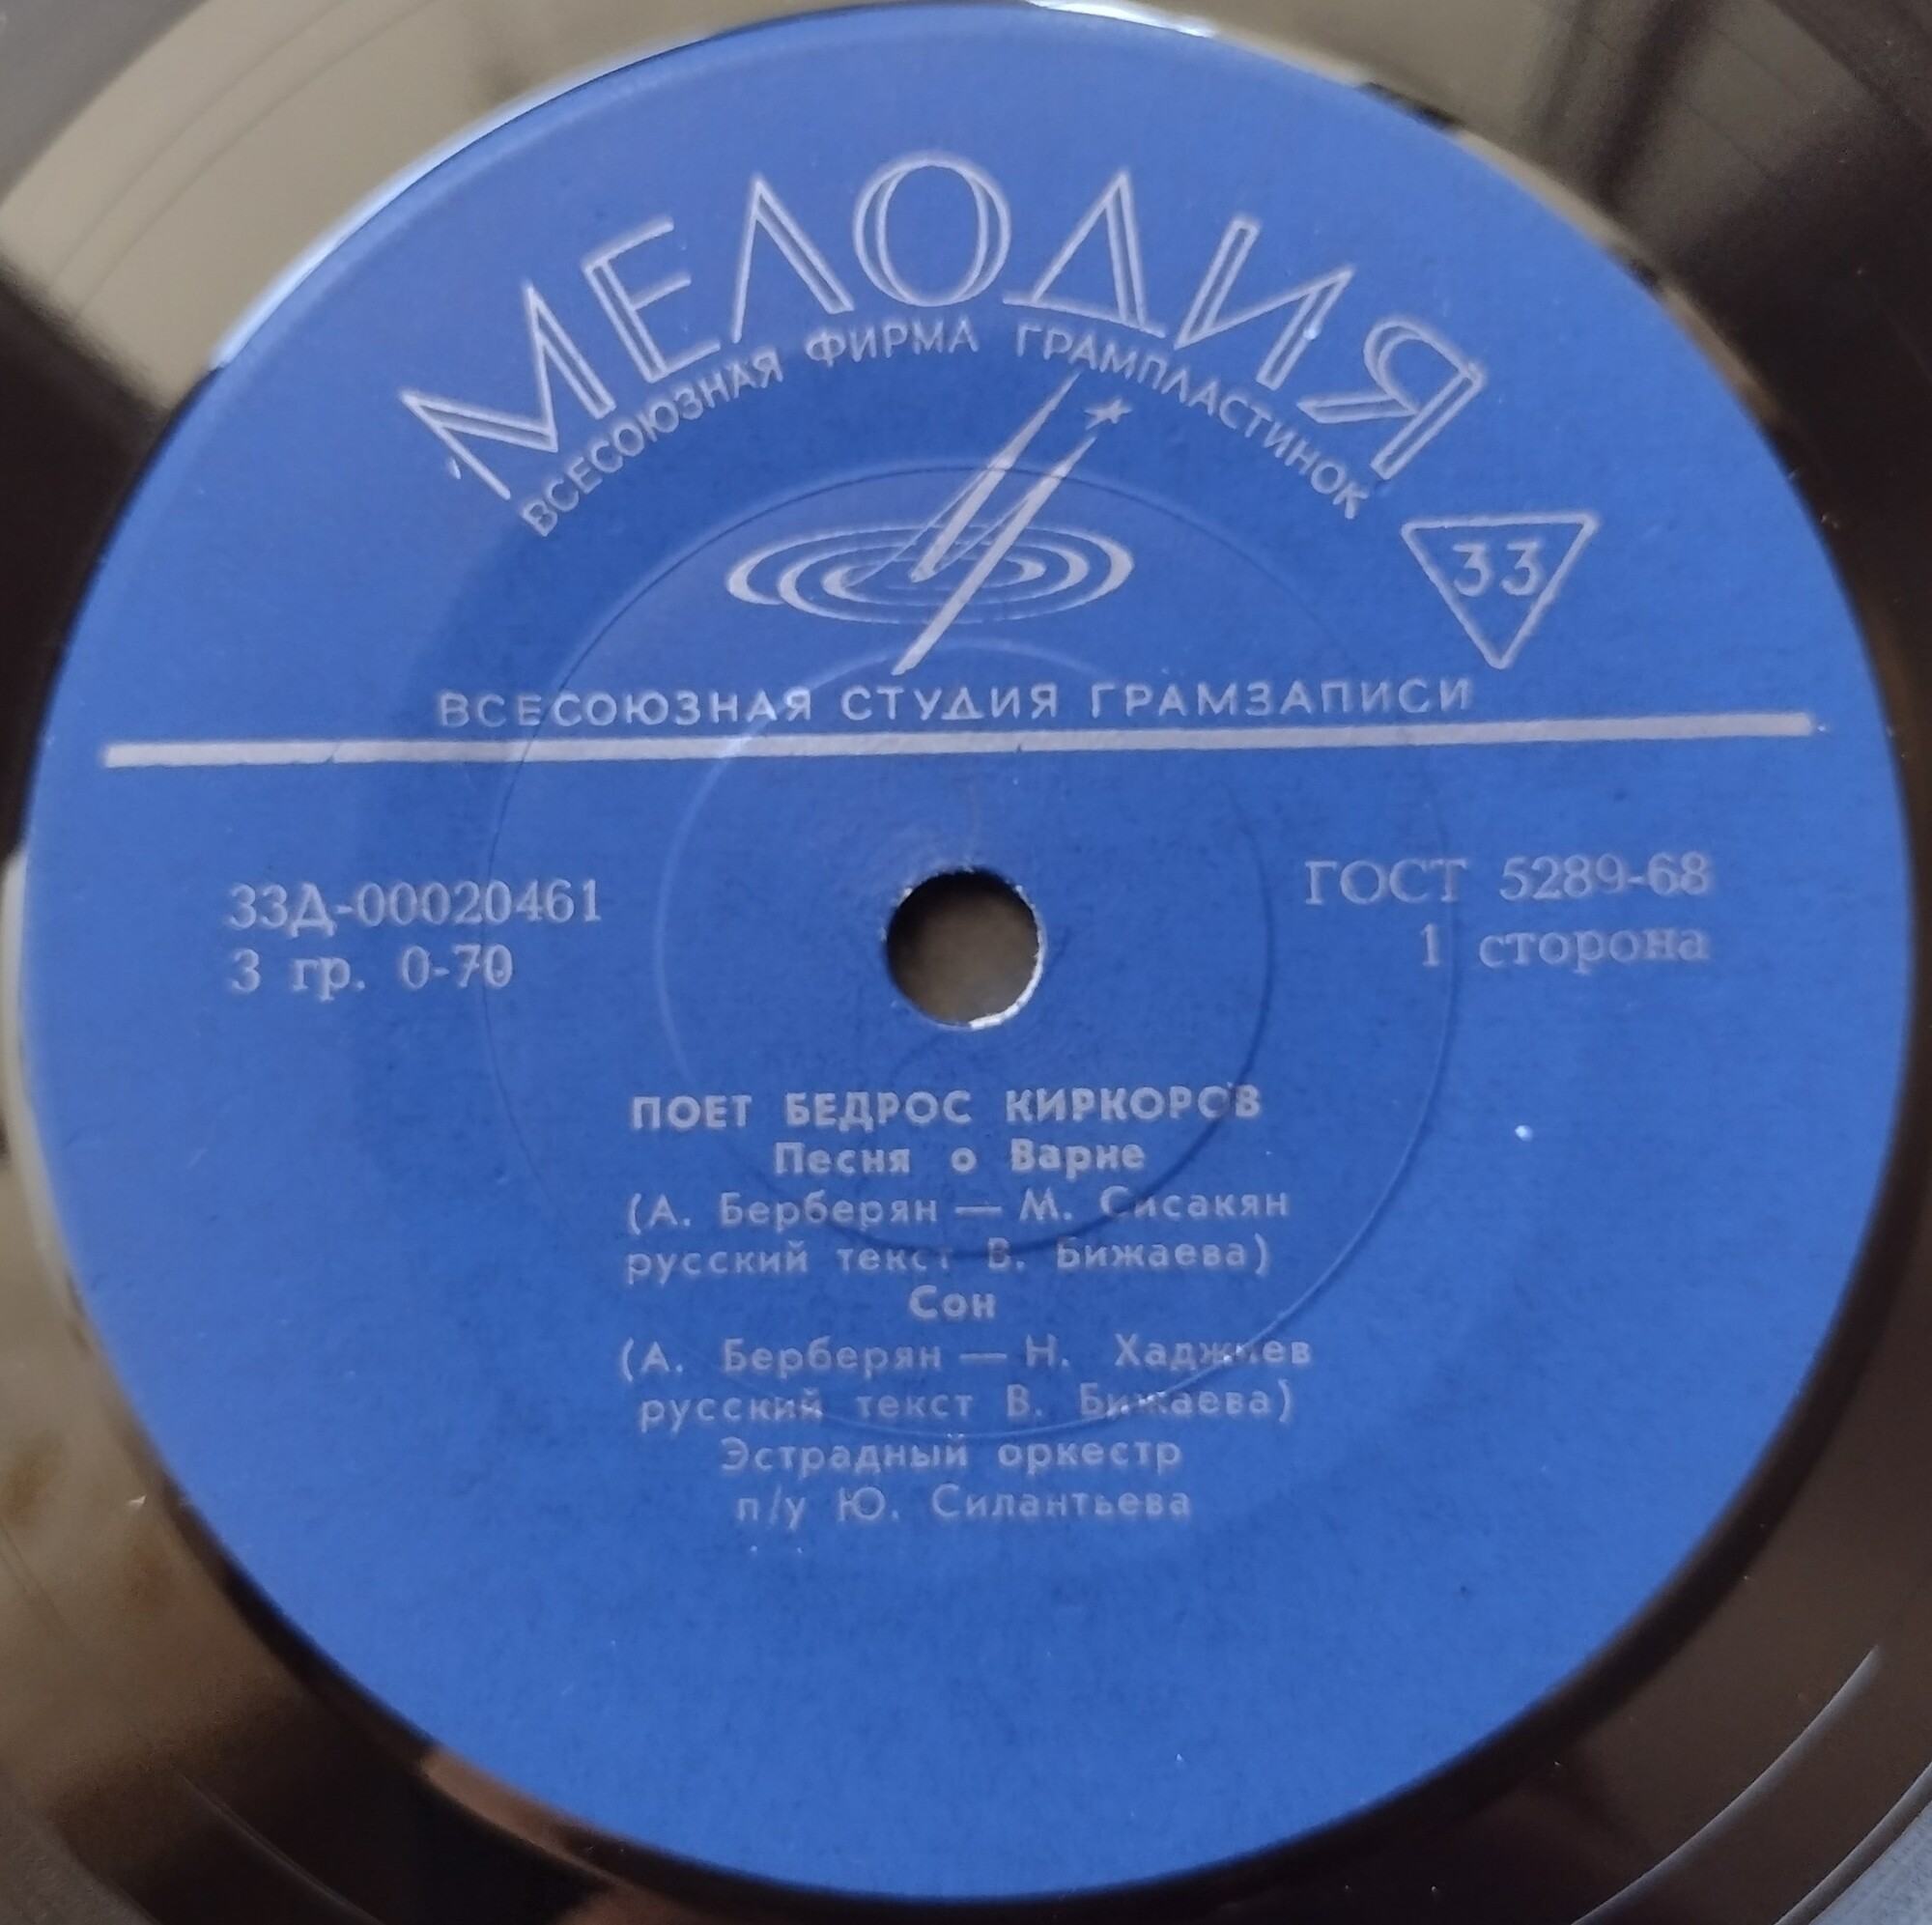 МЕЛОДИЯ
ВСЕСОЮЗНАЯ ФИРМА ГРАМПЛАСТИНОК
33
ВСЕСОЮЗНАЯ СТУДИЯ ГРАМЗАПИСИ
33Д-00020461
3 гр. 0-70
ГОСТ 5289-68
1 сторона
ПОЕТ БЕДРОС КИРКОРОВ
Песня о Варне
(А. Берберян — М. Сисакян
русский текст В. Бижаева)
Сон
(А. Берберян — Н. Хаджиев
русский текст В. Бижаева)
Эстрадный оркестр
п/у Ю. Силантьева